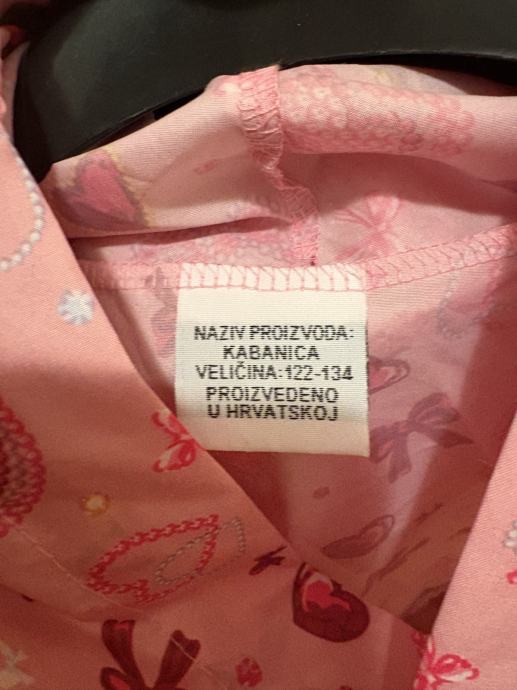 NAZIV PROIZVODA:
KABANICA
VELIČINA:122-134
PROIZVEDENO
U HRVATSKOJ